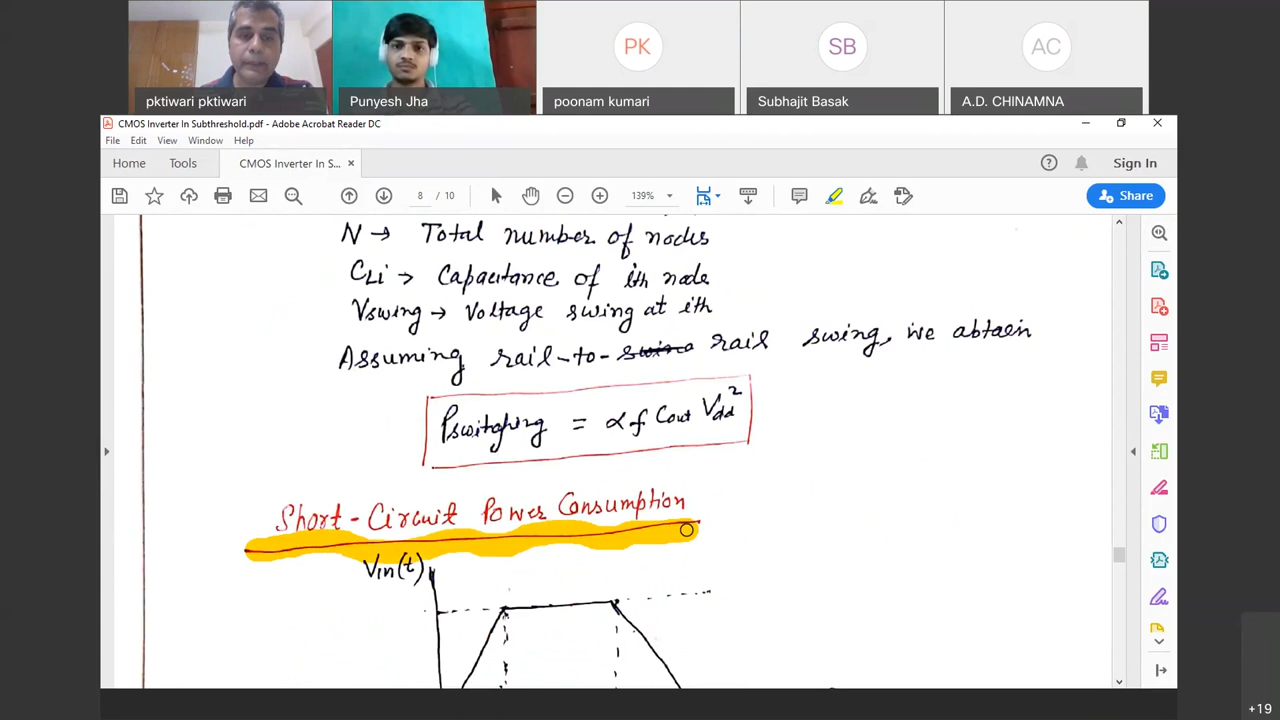 PK
SB
AC
pktiwari pktiwari
Punyesh Jha
poonam kumari
Subhajit Basak
A.D. CHINAMNA
CMOS Inverter In Subthreshold.pdf - Adobe Acrobat Reader DC
File Edit View Window Help
Home Tools CMOS Inverter In S... ×
Sign In
8 / 10
139%
Share
N → Total number of nodes
CLi → Capacitance of ith node
Vswing → Voltage swing at ith
Assuming rail-to- rail swing, we obtain
Pswitching = αf Cout Vdd²
Short-Circuit Power Consumption
Vin(t)
+19